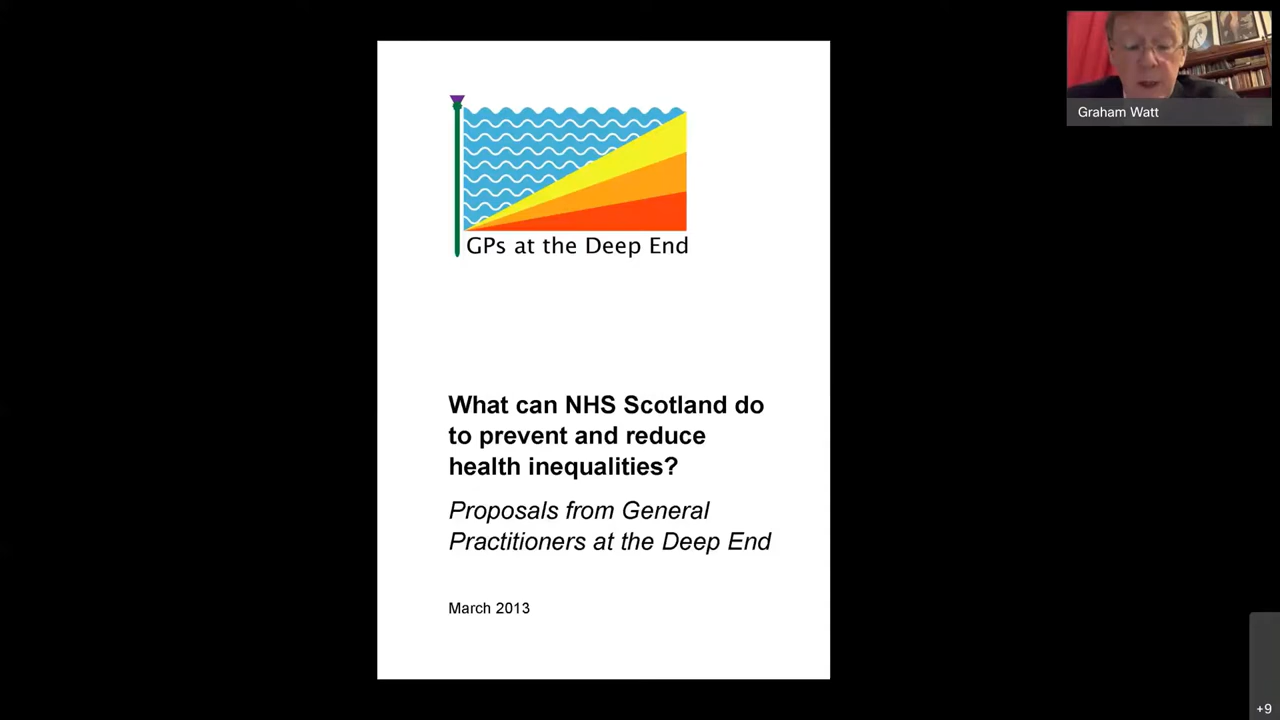 Graham Watt
GPs at the Deep End
What can NHS Scotland do
to prevent and reduce
health inequalities?
Proposals from General
Practitioners at the Deep End
March 2013
+9